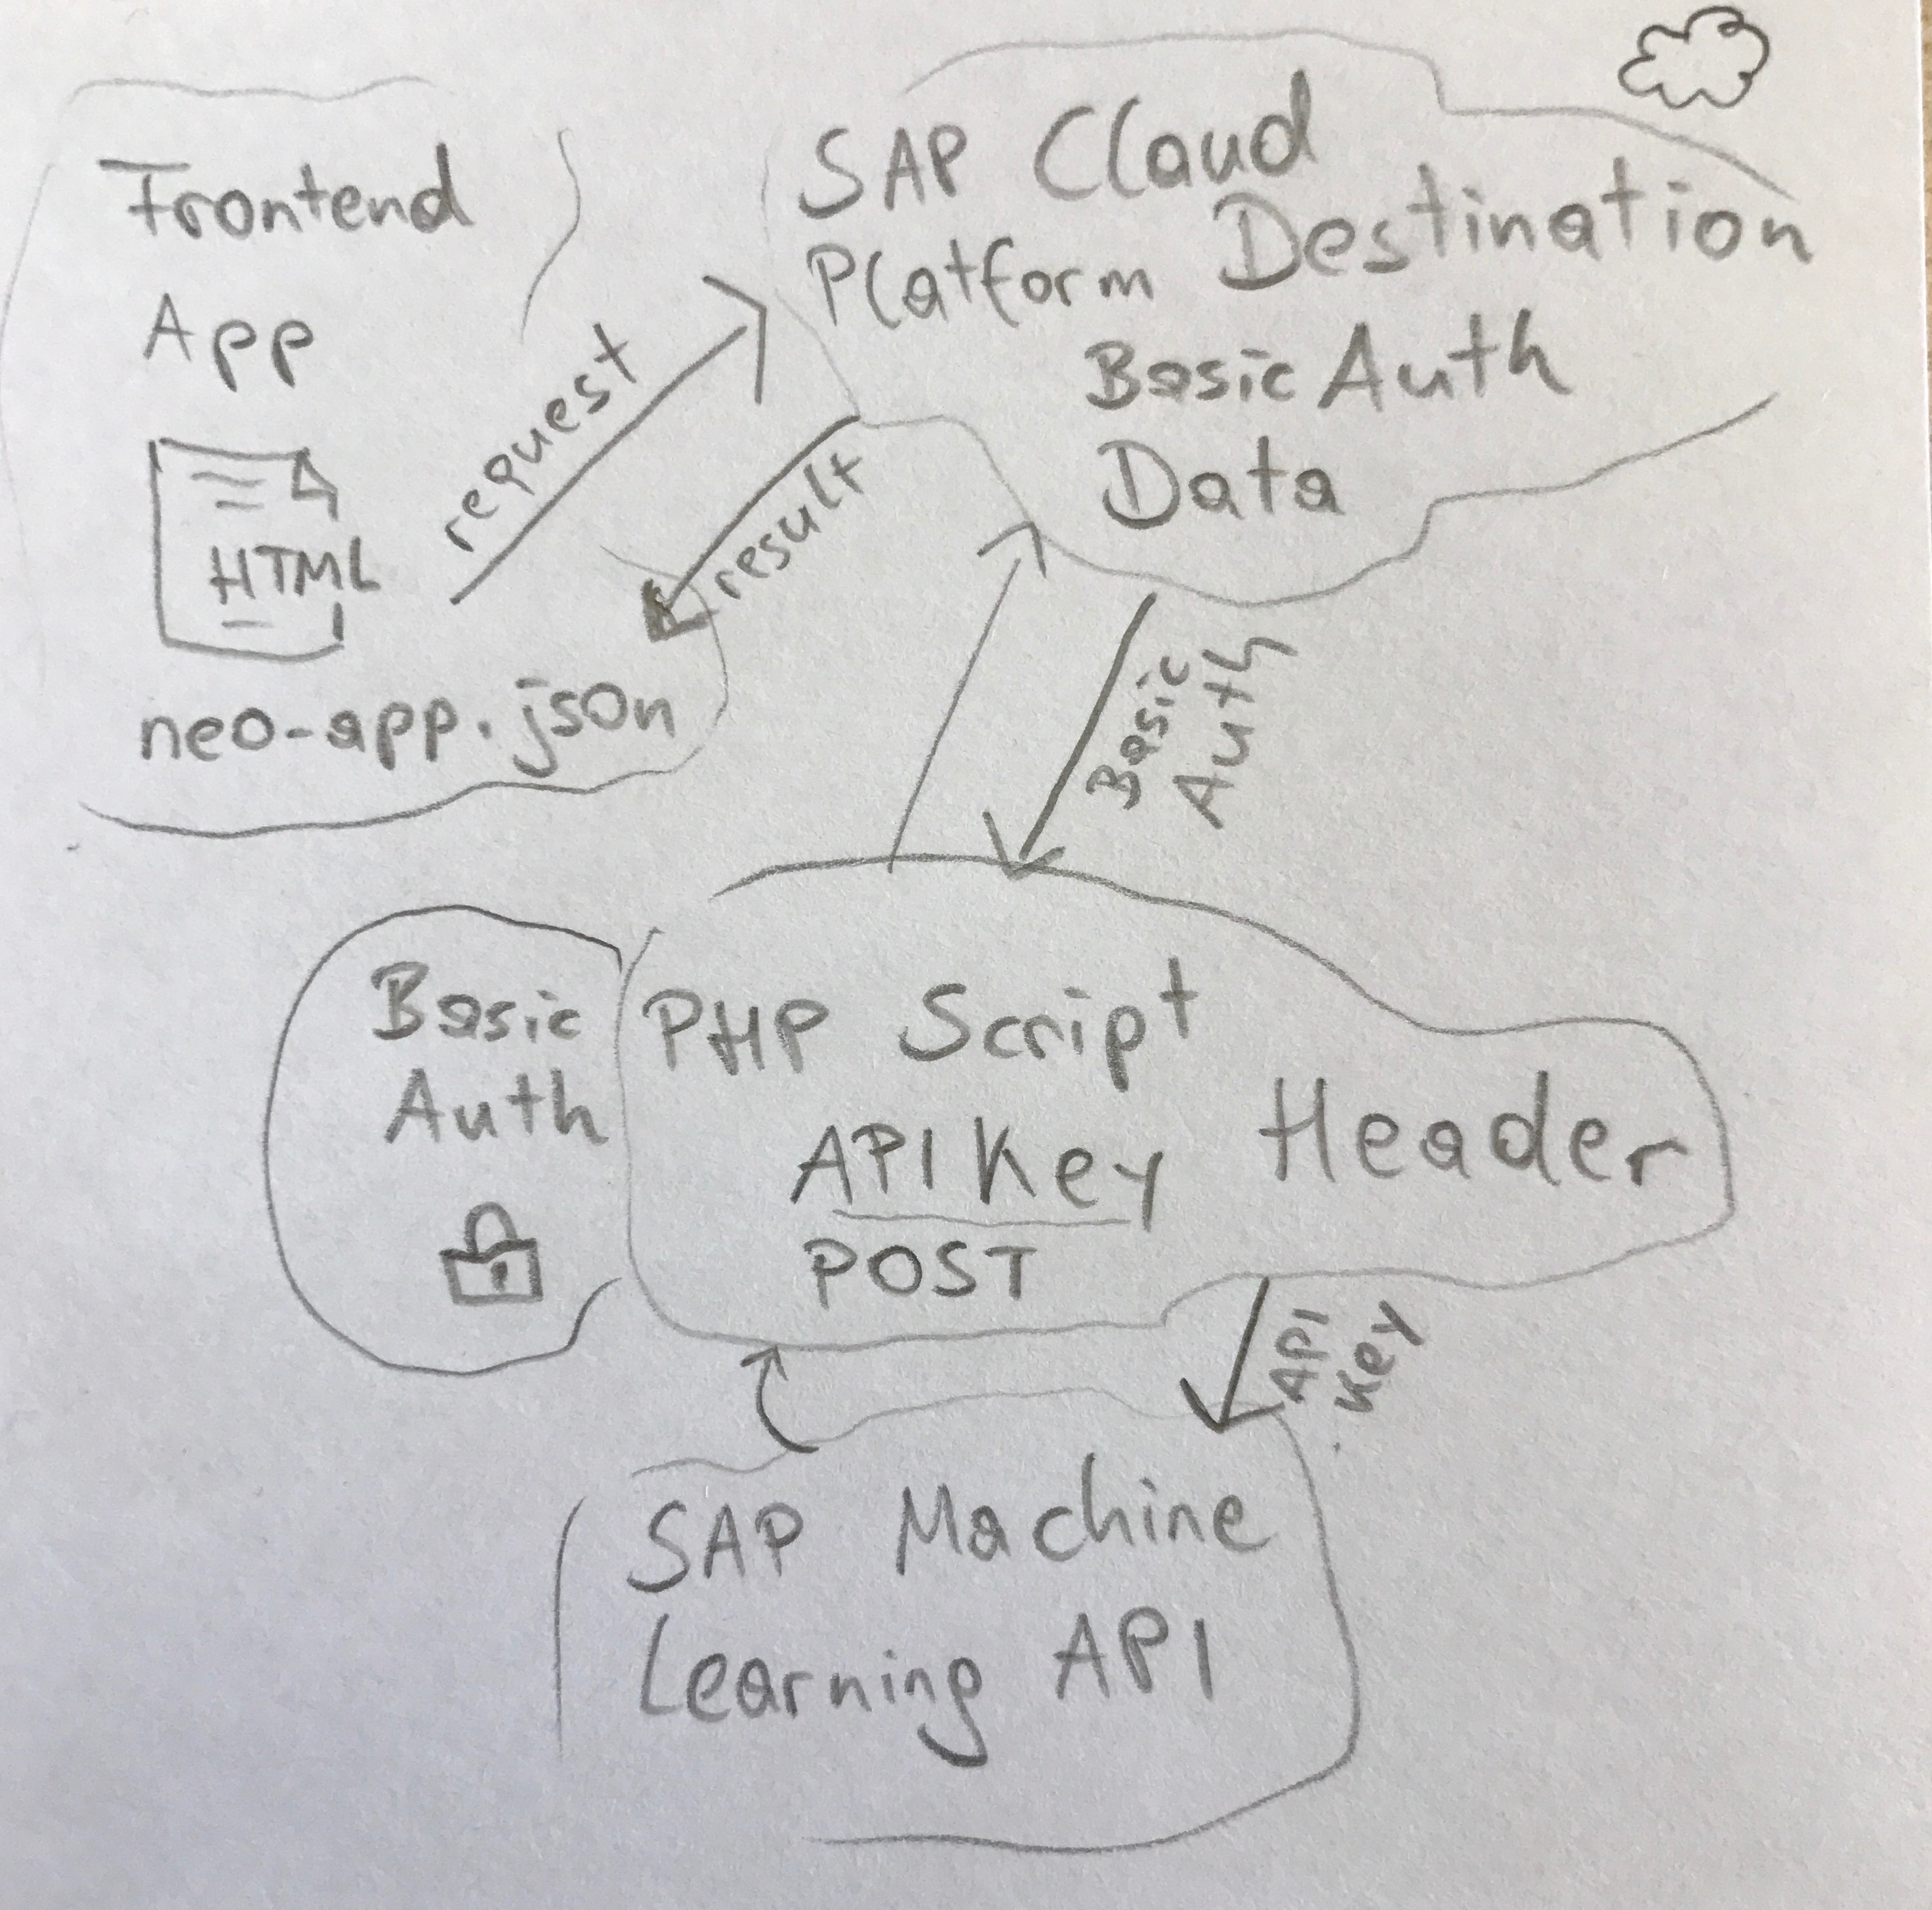 Frontend
App
HTML
neo-app.json
request
result
SAP Cloud
Platform Destination
Basic Auth
Data
Basic
Auth
Basic
Auth
PHP Script
API Key Header
POST
API
Key
SAP Machine
Learning API